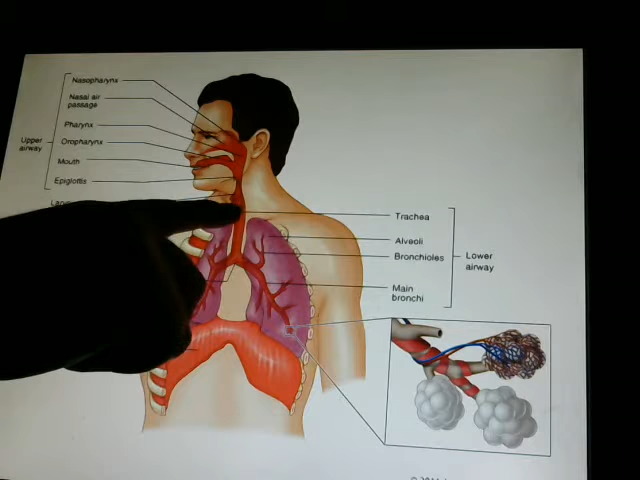 Nasopharynx
Nasal air
passage
Pharynx
Oropharynx
Mouth
Epiglottis
Upper
airway
Trachea
Alveoli
Bronchioles
Main
bronchi
Lower
airway